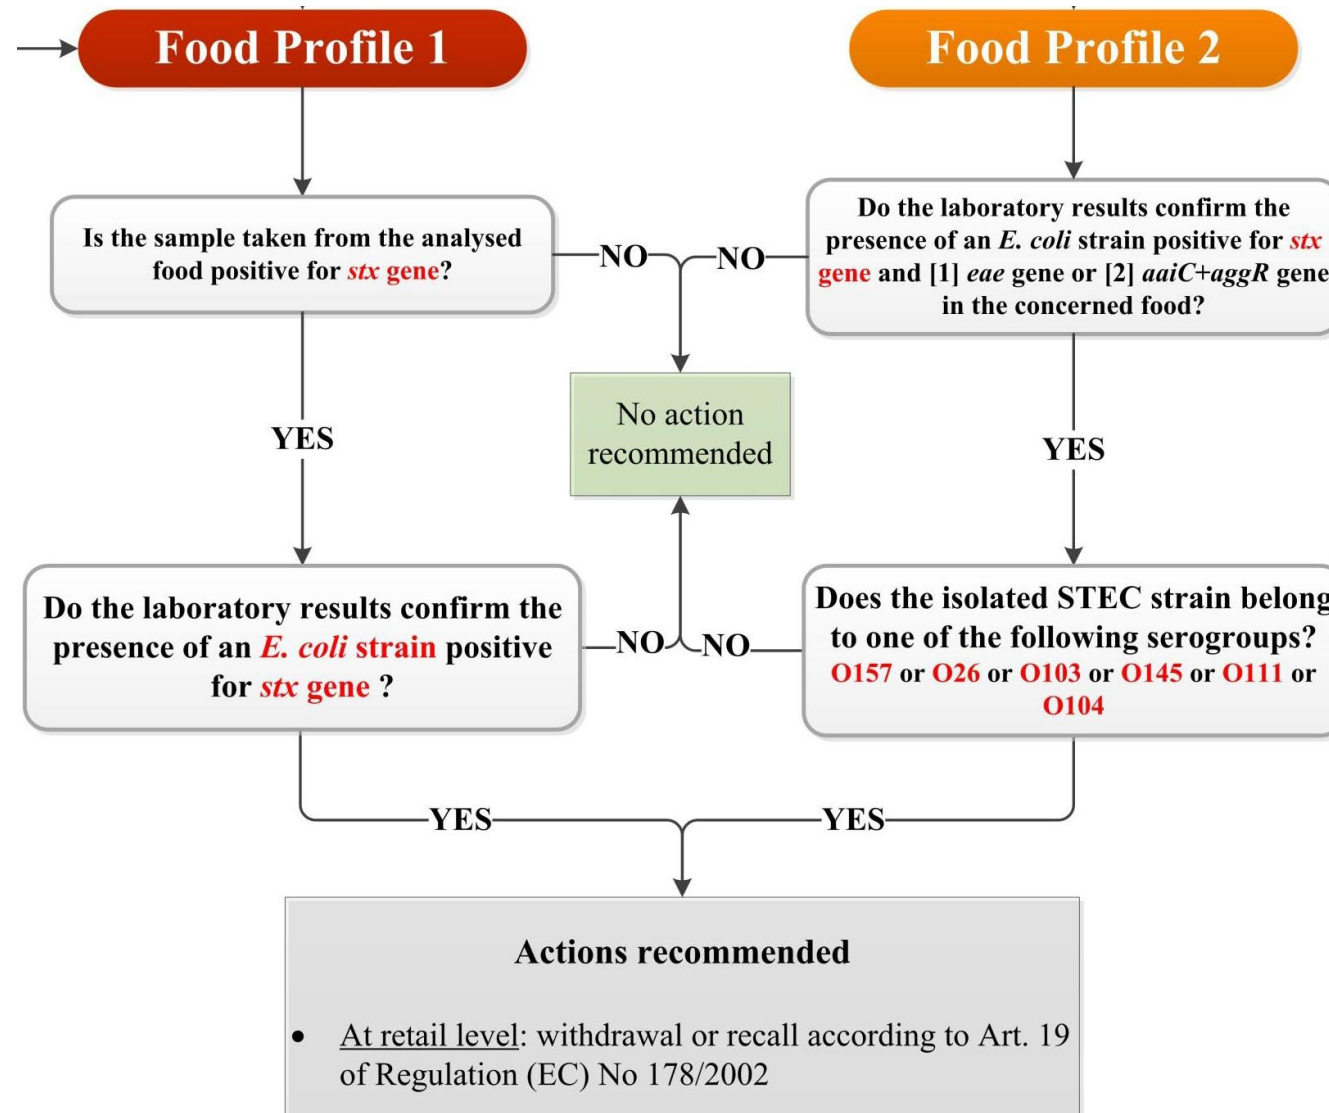 Food Profile 1
Food Profile 2
Is the sample taken from the analysed
food positive for stx gene?
NO
NO
Do the laboratory results confirm the
presence of an E. coli strain positive for stx
gene and [1] eae gene or [2] aaiC+aggR gene
in the concerned food?
No action
recommended
YES
YES
Do the laboratory results confirm the
presence of an E. coli strain positive
for stx gene ?
NO
NO
Does the isolated STEC strain belong
to one of the following serogroups?
O157 or O26 or O103 or O145 or O111 or
O104
YES
YES
Actions recommended
• At retail level: withdrawal or recall according to Art. 19
of Regulation (EC) No 178/2002